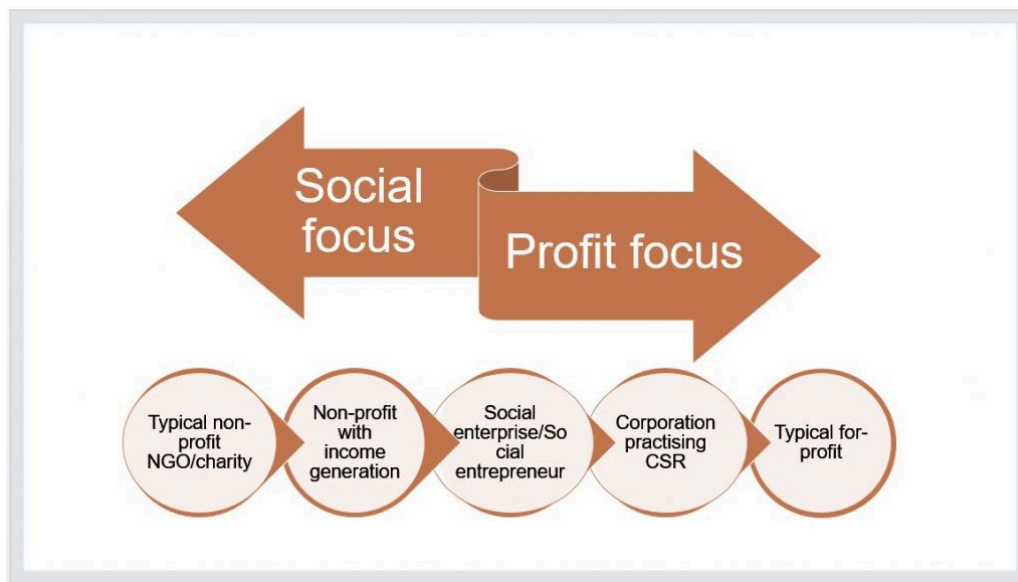 Social
focus
Profit focus
Typical non-
profit
NGO/charity
Non-profit
with
income
generation
Social
enterprise/So
cial
entrepreneur
Corporation
practising
CSR
Typical for-
profit